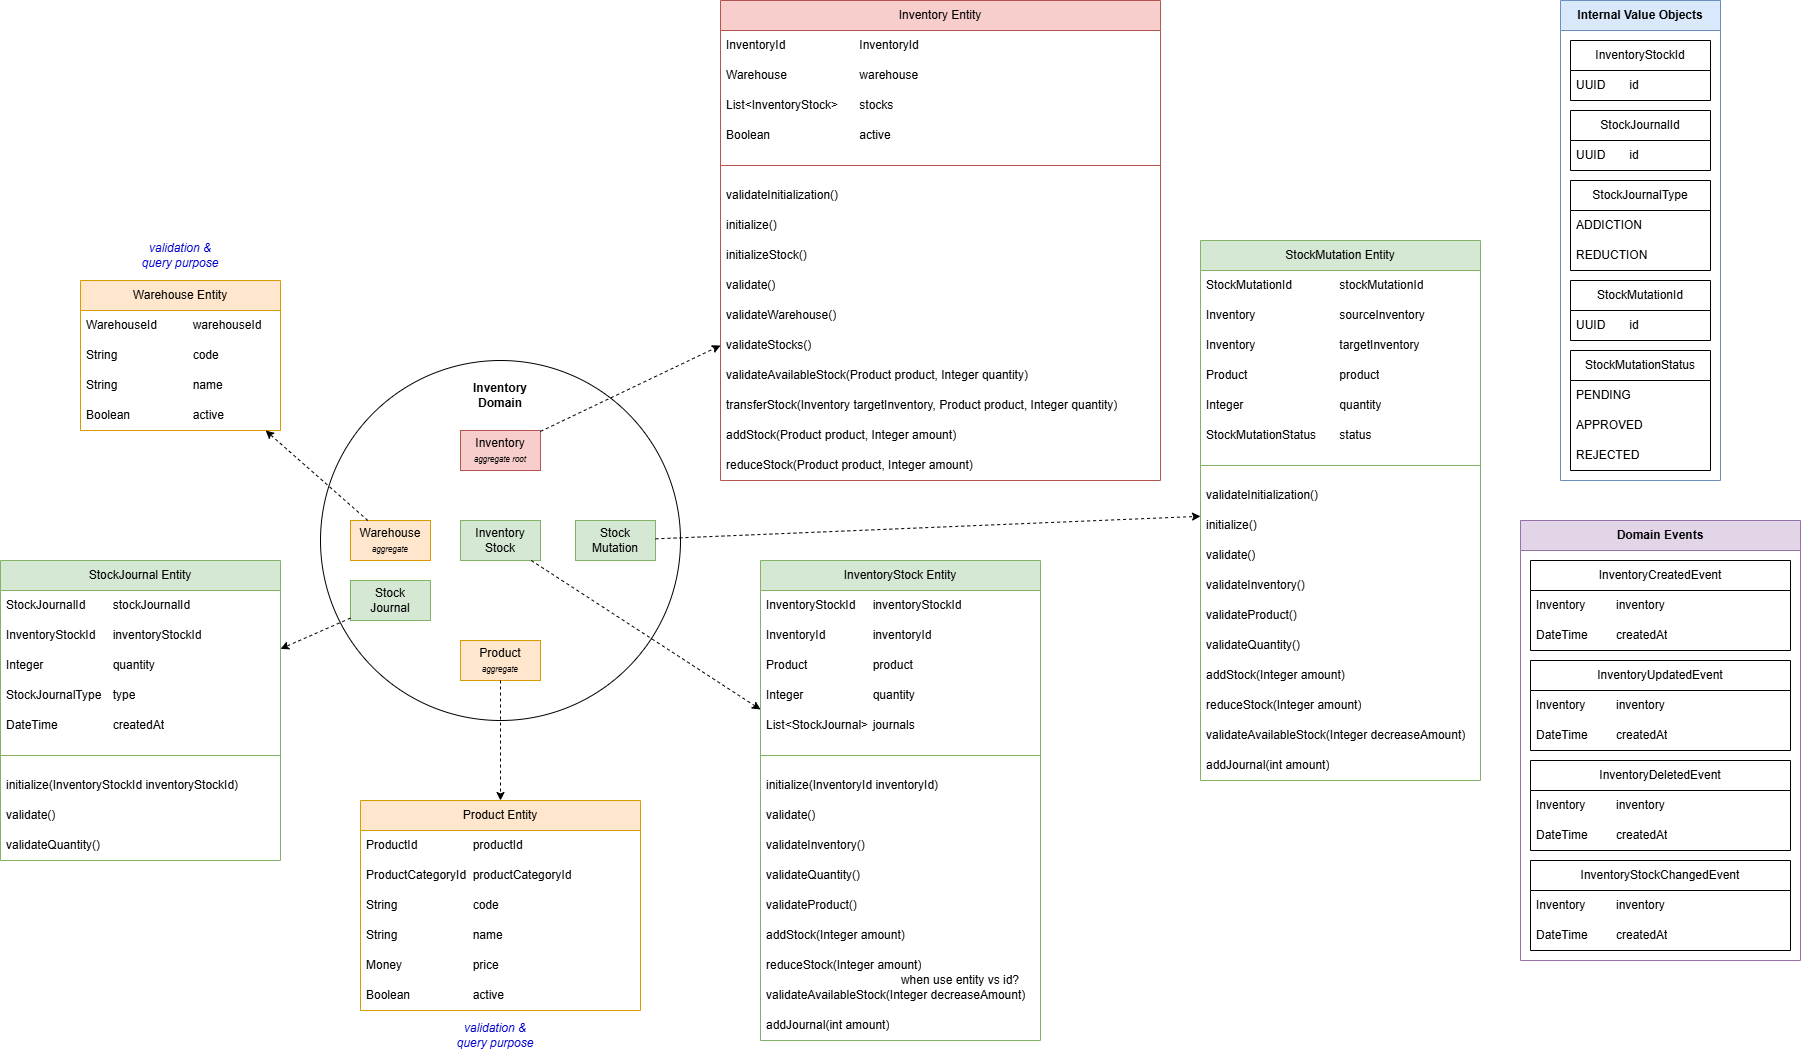 Inventory Entity
InventoryId InventoryId
Warehouse warehouse
List<InventoryStock> stocks
Boolean active
validateInitialization()
initialize()
initializeStock()
validate()
validateWarehouse()
validateStocks()
validateAvailableStock(Product product, Integer quantity)
transferStock(Inventory targetInventory, Product product, Integer quantity)
addStock(Product product, Integer amount)
reduceStock(Product product, Integer amount)
Internal Value Objects
InventoryStockId
UUID id
StockJournalId
UUID id
StockJournalType
ADDICTION
REDUCTION
StockMutationId
UUID id
StockMutationStatus
PENDING
APPROVED
REJECTED
validation &
query purpose
Warehouse Entity
WarehouseId warehouseId
String code
String name
Boolean active
Inventory
Domain
Inventory
aggregate root
Warehouse
aggregate
Inventory
Stock
Stock
Mutation
Stock
Journal
Product
aggregate
StockMutation Entity
StockMutationId stockMutationId
Inventory sourceInventory
Inventory targetInventory
Product product
Integer quantity
StockMutationStatus status
validateInitialization()
initialize()
validate()
validateInventory()
validateProduct()
validateQuantity()
addStock(Integer amount)
reduceStock(Integer amount)
validateAvailableStock(Integer decreaseAmount)
addJournal(int amount)
Domain Events
InventoryCreatedEvent
Inventory inventory
DateTime createdAt
InventoryUpdatedEvent
Inventory inventory
DateTime createdAt
InventoryDeletedEvent
Inventory inventory
DateTime createdAt
InventoryStockChangedEvent
Inventory inventory
DateTime createdAt
StockJournal Entity
StockJournalId stockJournalId
InventoryStockId inventoryStockId
Integer quantity
StockJournalType type
DateTime createdAt
initialize(InventoryStockId inventoryStockId)
validate()
validateQuantity()
InventoryStock Entity
InventoryStockId inventoryStockId
InventoryId inventoryId
Product product
Integer quantity
List<StockJournal> journals
initialize(InventoryId inventoryId)
validate()
validateInventory()
validateQuantity()
validateProduct()
addStock(Integer amount)
reduceStock(Integer amount)
when use entity vs id?
validateAvailableStock(Integer decreaseAmount)
addJournal(int amount)
Product Entity
ProductId productId
ProductCategoryId productCategoryId
String code
String name
Money price
Boolean active
validation &
query purpose